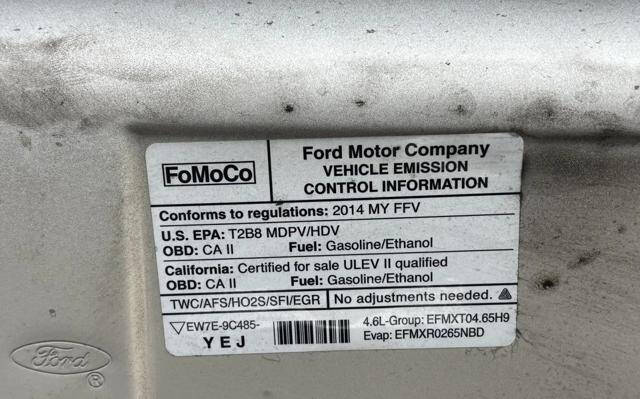 FoMoCo
Ford Motor Company
VEHICLE EMISSION
CONTROL INFORMATION
Conforms to regulations: 2014 MY FFV
U.S. EPA: T2B8 MDPV/HDV
OBD: CA II Fuel: Gasoline/Ethanol
California: Certified for sale ULEV II qualified
OBD: CA II Fuel: Gasoline/Ethanol
TWC/AFS/HO2S/SFI/EGR No adjustments needed.
EW7E-9C485-
YEJ
4.6L-Group: EFMXT04.65H9
Evap: EFMXR0265NBD
Ford ®